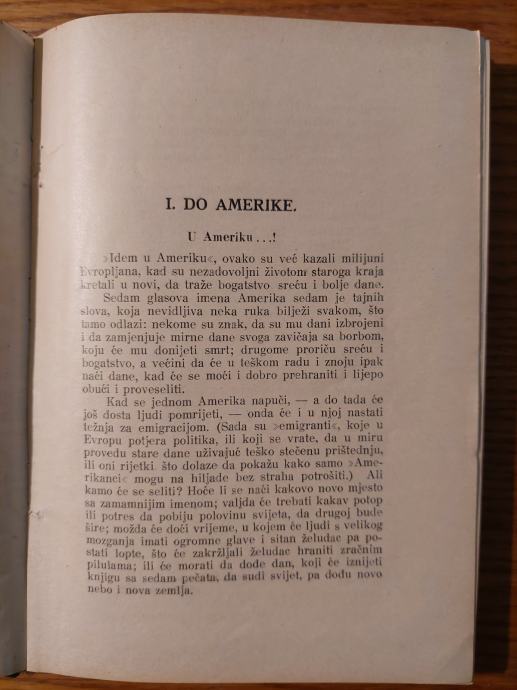 I. DO AMERIKE.
U Ameriku . . .!
»Idem u Ameriku«, ovako su već kazali milijuni
Evropljana, kad su nezadovoljni životom staroga kraja
kretali u novi, da traže bogatstvo sreću i bolje dane.
Sedam glasova imena Amerika sedam je tajnih
slova, koja nevidljiva neka ruka bilježi svakom, što
tamo odlazi: nekome su znak, da su mu dani izbrojeni
i da zamjenjuje mirne dane svoga zavičaja sa borbom,
koju će mu donijeti smrt; drugome proriču sreću i
bogatstvo, a većini da će u teškom radu i znoju ipak
naći dane, kad će se moći i dobro prehraniti i lijepo
obući i proveseliti.
Kad se jednom Amerika napuči, — a do tada će
još dosta ljudi pomrijeti, — onda će i u njoj nastati
težnja za emigracijom. (Sada su »emigranti«, koje u
Evropu potjera politika, ili koji se vrate, da u miru
provedu stare dane uživajuć teško stečenu prištednju,
ili oni rijetki. što dolaze da pokažu kako samo »Ame-
rikanci« mogu na hiljade bez straha potrošiti.) Ali
kamo će se seliti? Hoće li se naći kakovo novo mjesto
sa zamamnijim imenom; valjda će trebati kakav potop
ili potres da pobiju polovinu svijeta, da drugoj bude
šire; možda će doći vrijeme, u kojem će ljudi s velikog
mozganja imati ogromne glave i sitan želudac pa po-
stati lopte, što će zakržljali želudac hraniti zračnim
pilulama; ili će morati da dođe dan, koji će iznijeti
knjigu sa sedam pečata, da sudi svijet, pa dođu novo
nebo i nova zemlja.